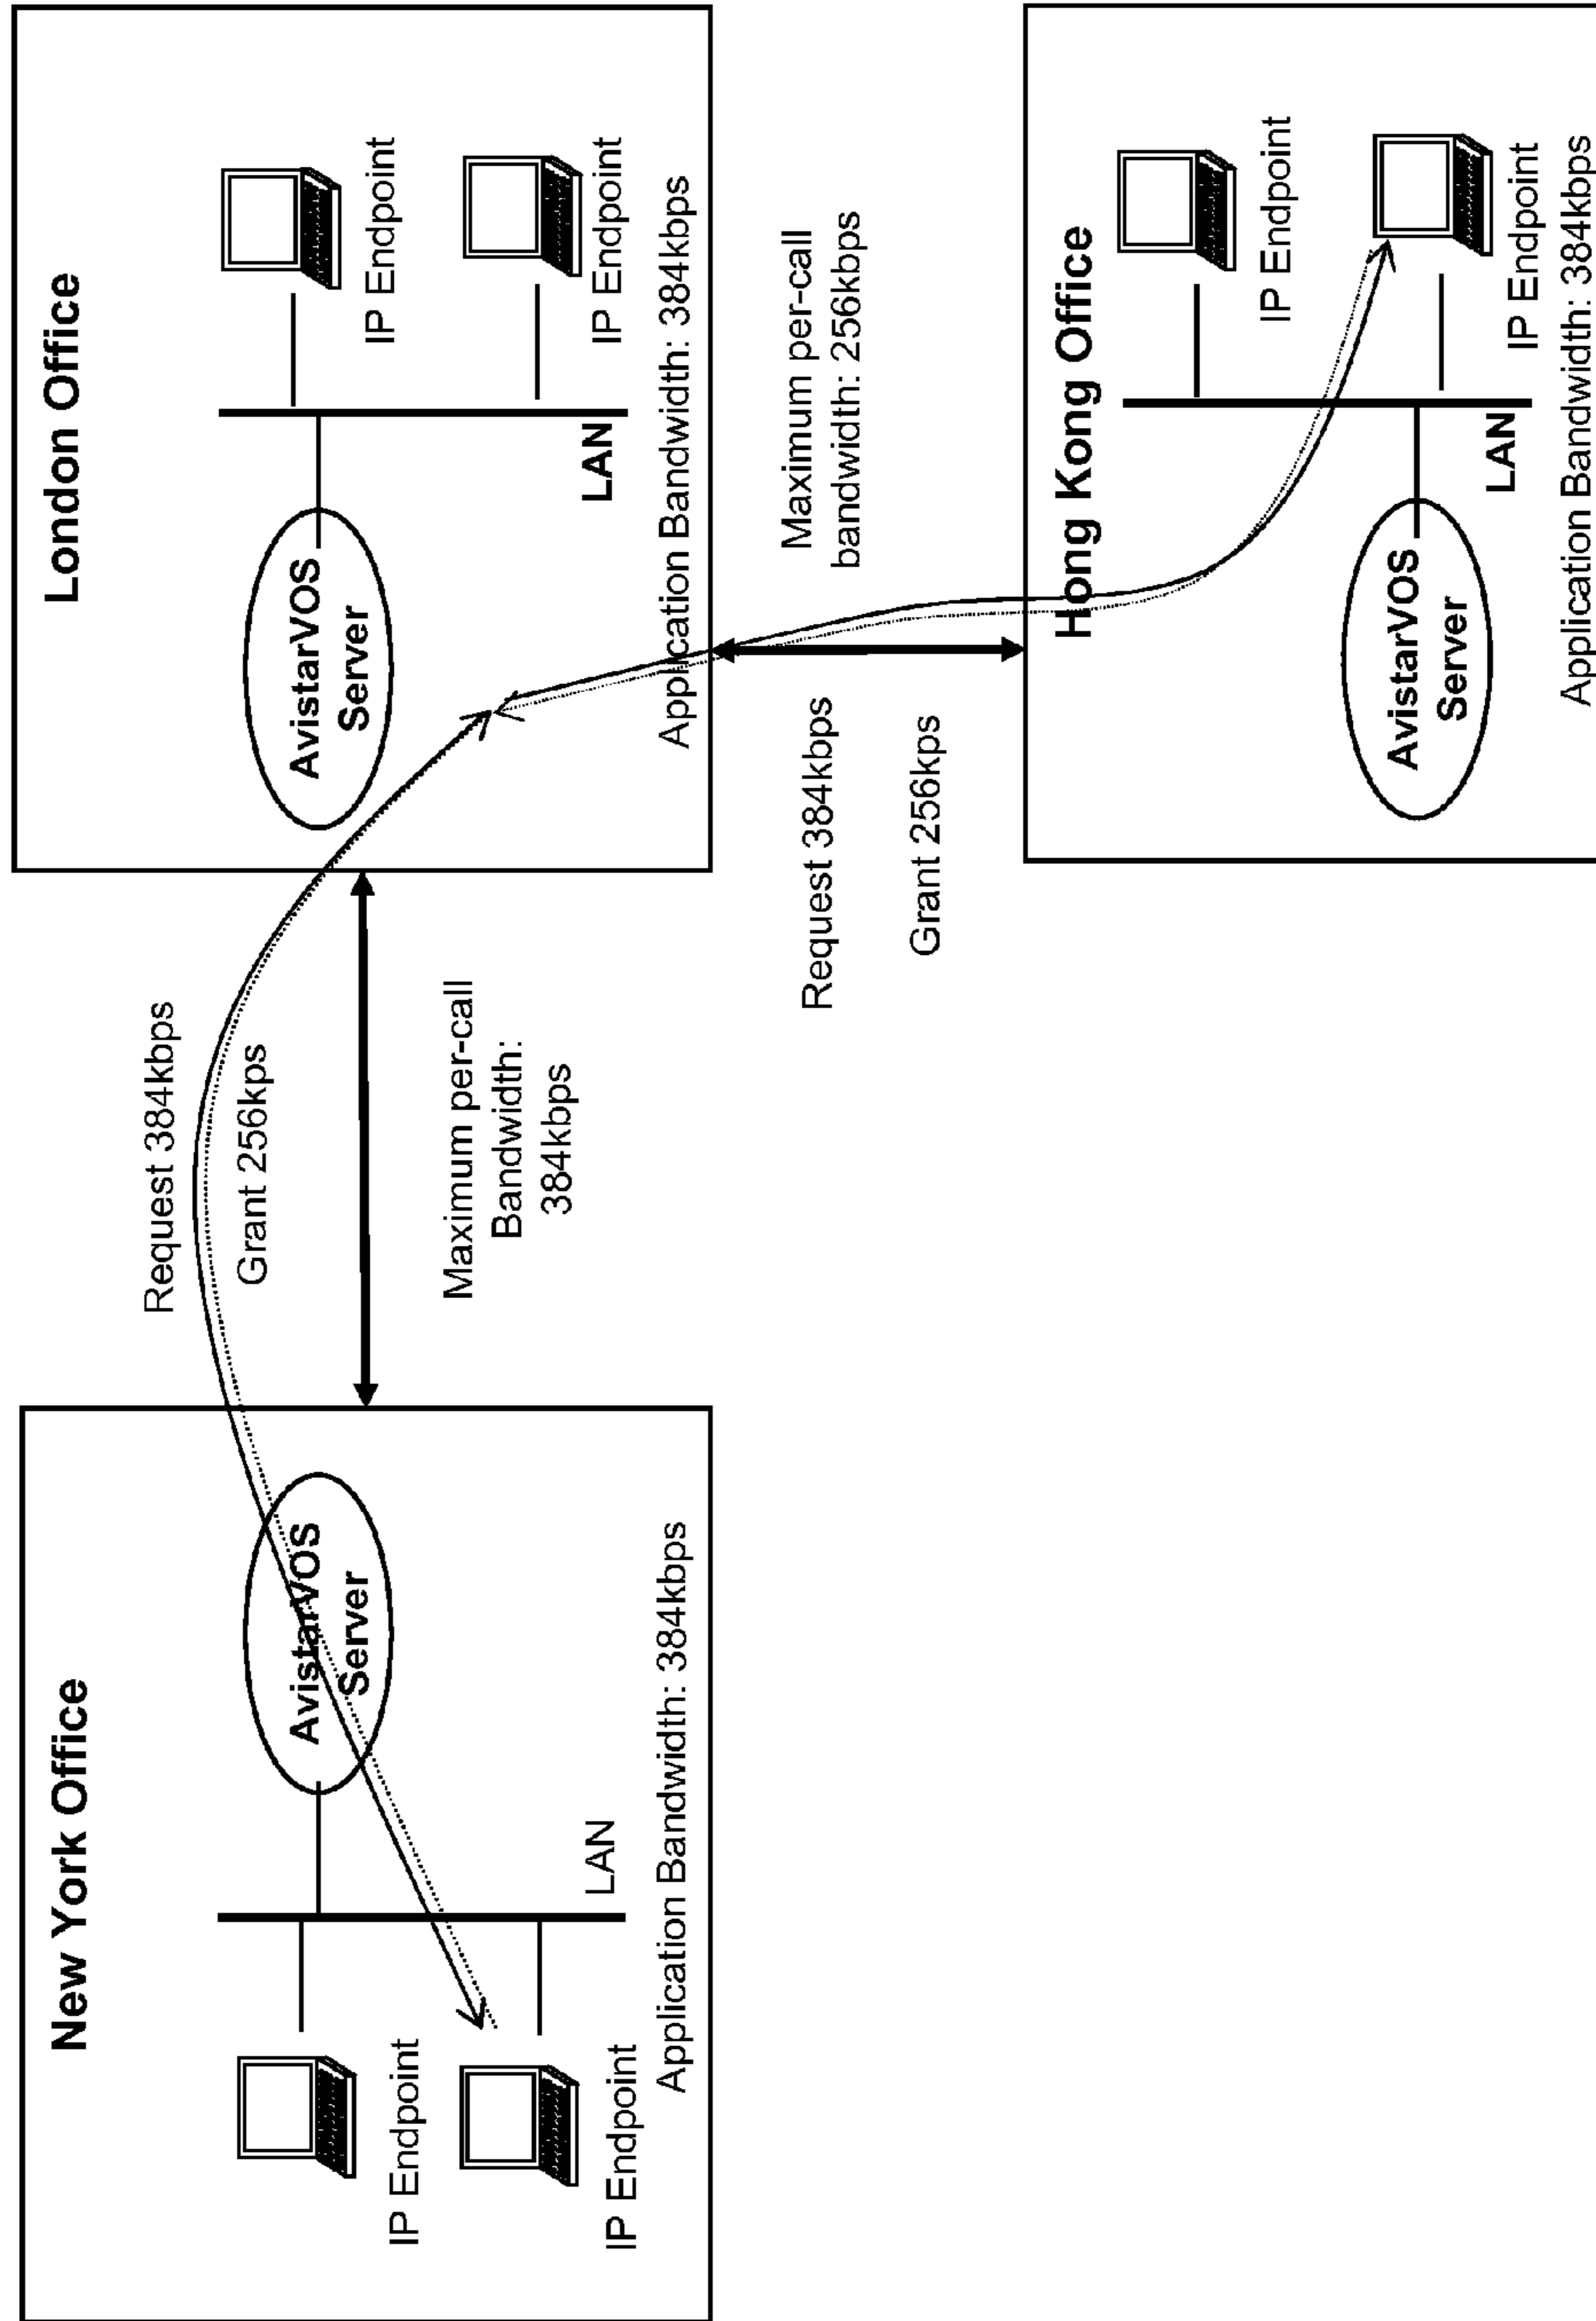 New York Office
AvistarVOS
Server
LAN
IP Endpoint
IP Endpoint
Application Bandwidth: 384kbps
Request 384kbps
Grant 256kps
Maximum per-call
Bandwidth:
384kbps
London Office
AvistarVOS
Server
LAN
IP Endpoint
IP Endpoint
Application Bandwidth: 384kbps
Request 384kbps
Grant 256kps
Maximum per-call
bandwidth: 256kbps
Hong Kong Office
AvistarVOS
Server
LAN
IP Endpoint
IP Endpoint
Application Bandwidth: 384kbps